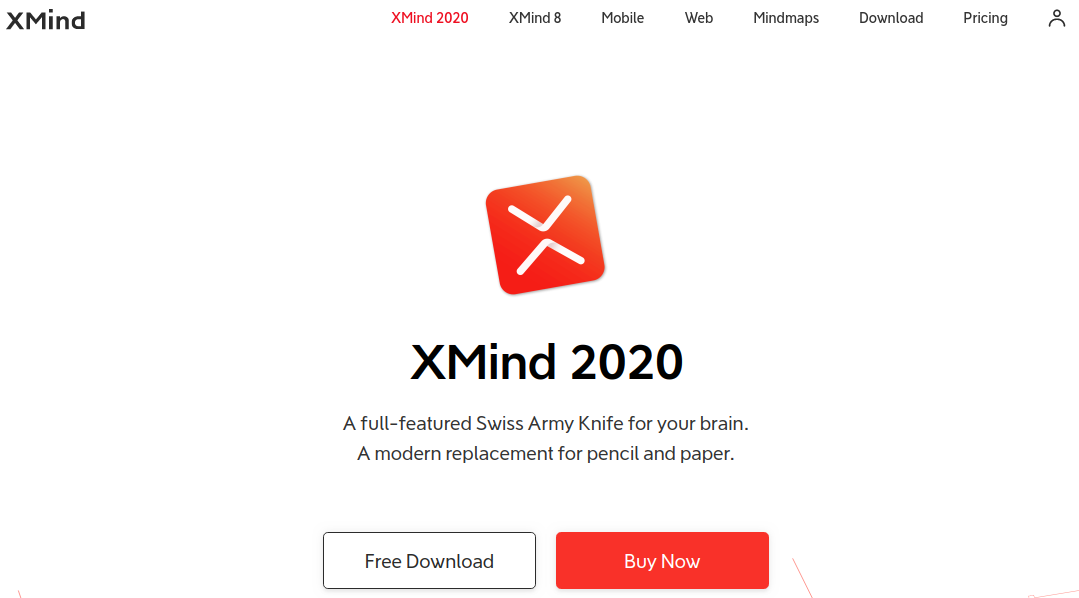 XMind
XMind 2020 XMind 8 Mobile Web Mindmaps Download Pricing
XMind 2020
A full-featured Swiss Army Knife for your brain.
A modern replacement for pencil and paper.
Free Download
Buy Now